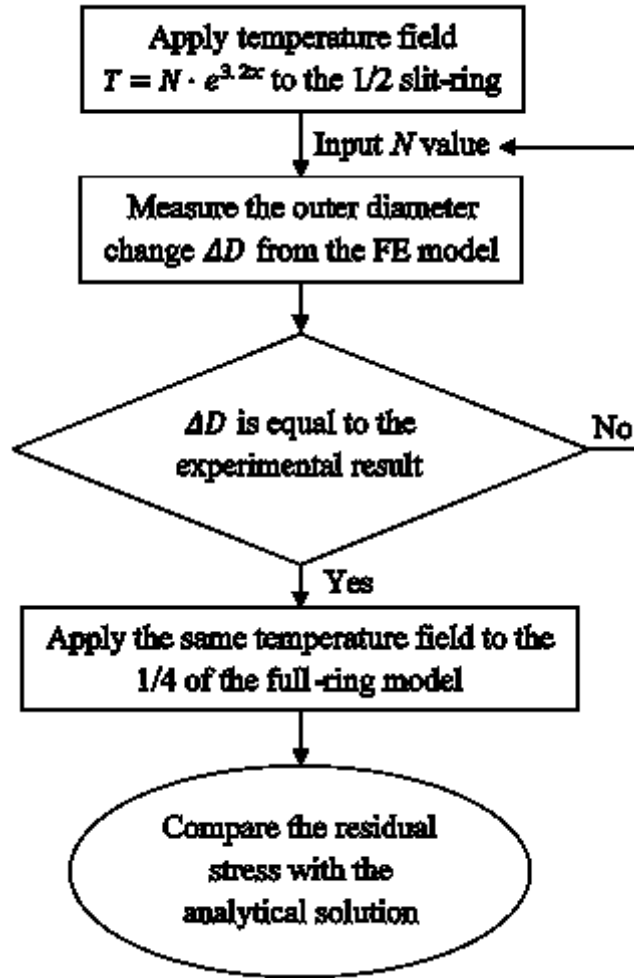 Apply temperature field
T = N · e^{3.2x} to the 1/2 slit-ring
Input N value
Measure the outer diameter
change ΔD from the FE model
ΔD is equal to the
experimental result
No
Yes
Apply the same temperature field to the
1/4 of the full-ring model
Compare the residual
stress with the
analytical solution